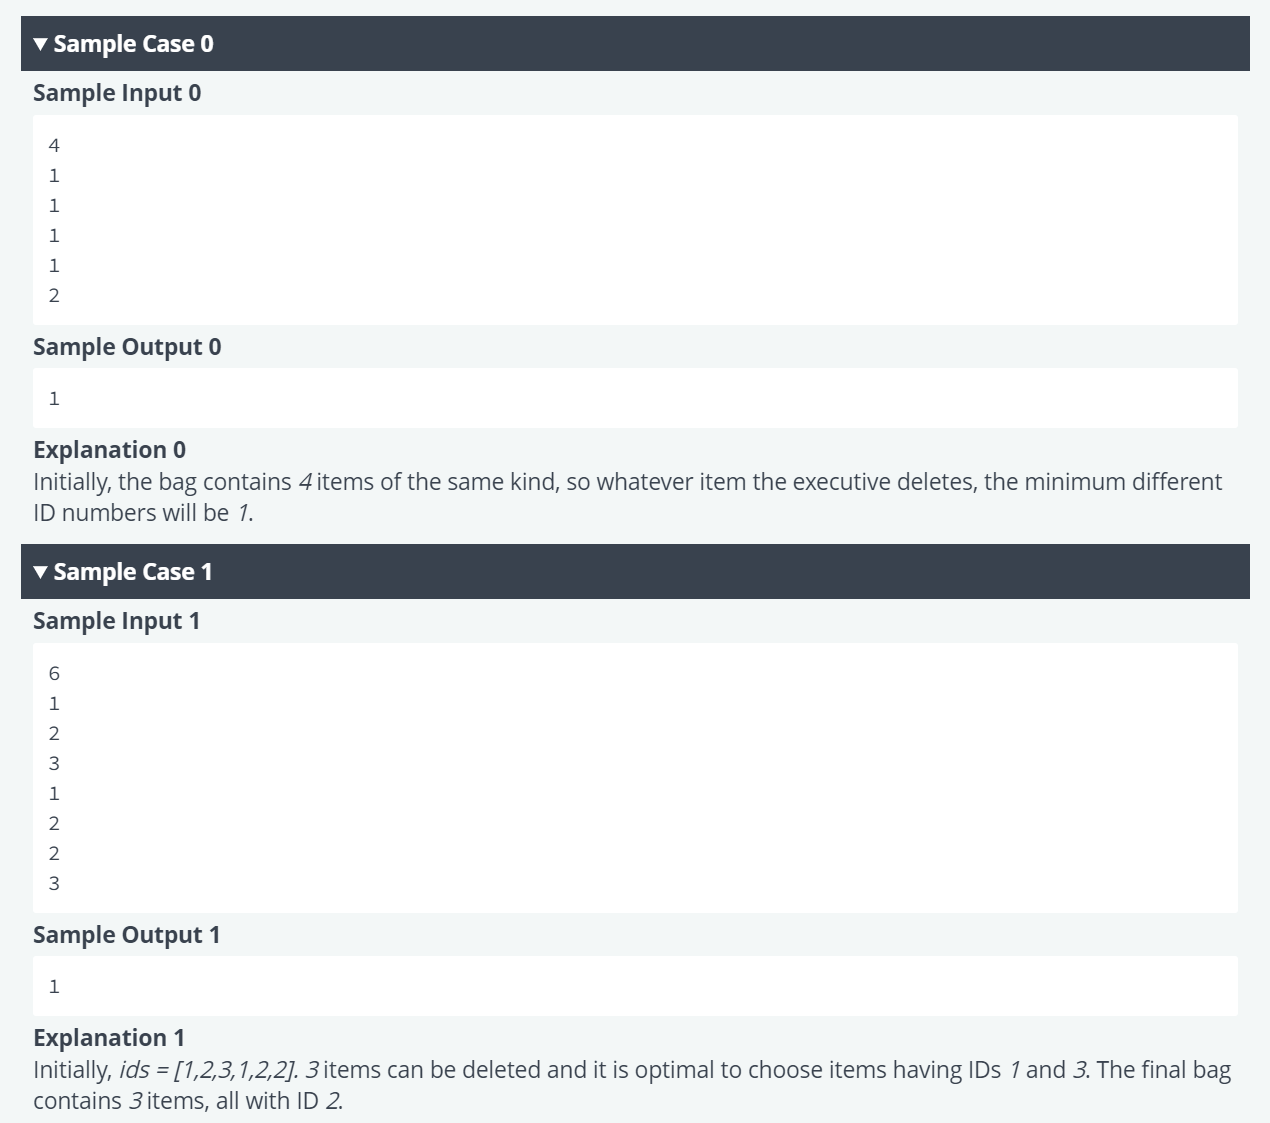 ▼ Sample Case 0
Sample Input 0
4
1
1
1
1
2
Sample Output 0
1
Explanation 0
Initially, the bag contains 4 items of the same kind, so whatever item the executive deletes, the minimum different
ID numbers will be 1.
▼ Sample Case 1
Sample Input 1
6
1
2
3
1
2
2
3
Sample Output 1
1
Explanation 1
Initially, ids = [1,2,3,1,2,2]. 3 items can be deleted and it is optimal to choose items having IDs 1 and 3. The final bag
contains 3 items, all with ID 2.